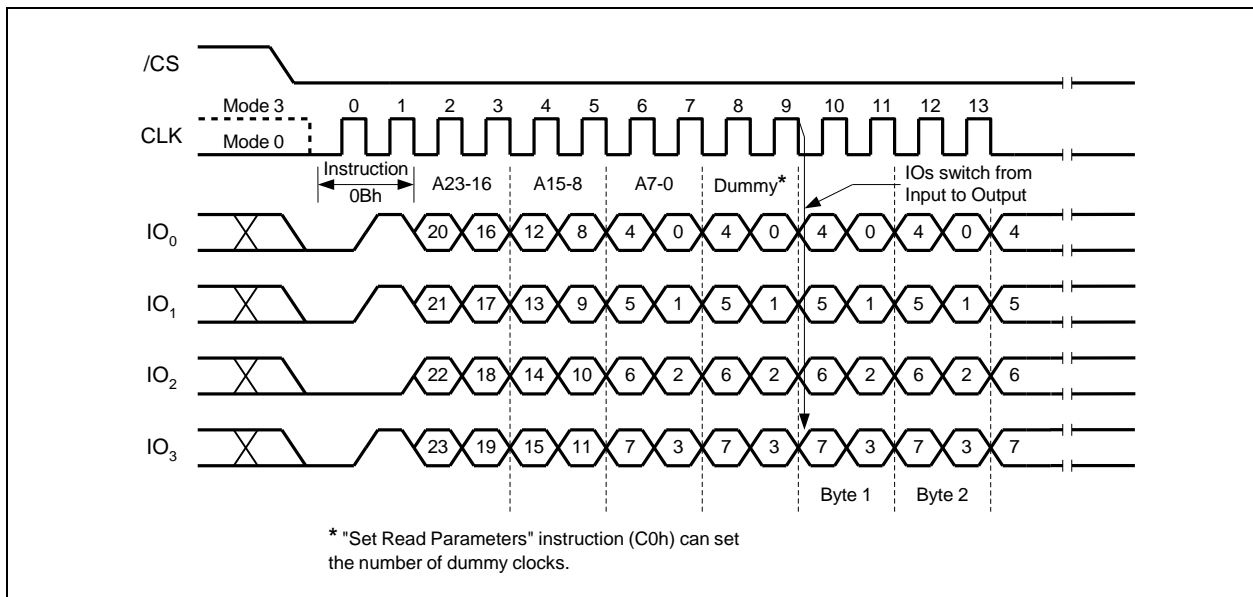 /CS
Mode 3 0 1 2 3 4 5 6 7 8 9 10 11 12 13
CLK Mode 0
Instruction
0Bh A23-16 A15-8 A7-0 Dummy* IOs switch from
Input to Output
IO0 20 16 12 8 4 0 4 0 4 0 4 0 4
IO1 21 17 13 9 5 1 5 1 5 1 5 1 5
IO2 22 18 14 10 6 2 6 2 6 2 6 2 6
IO3 23 19 15 11 7 3 7 3 7 3 7 3 7
Byte 1 Byte 2
* "Set Read Parameters" instruction (C0h) can set
the number of dummy clocks.